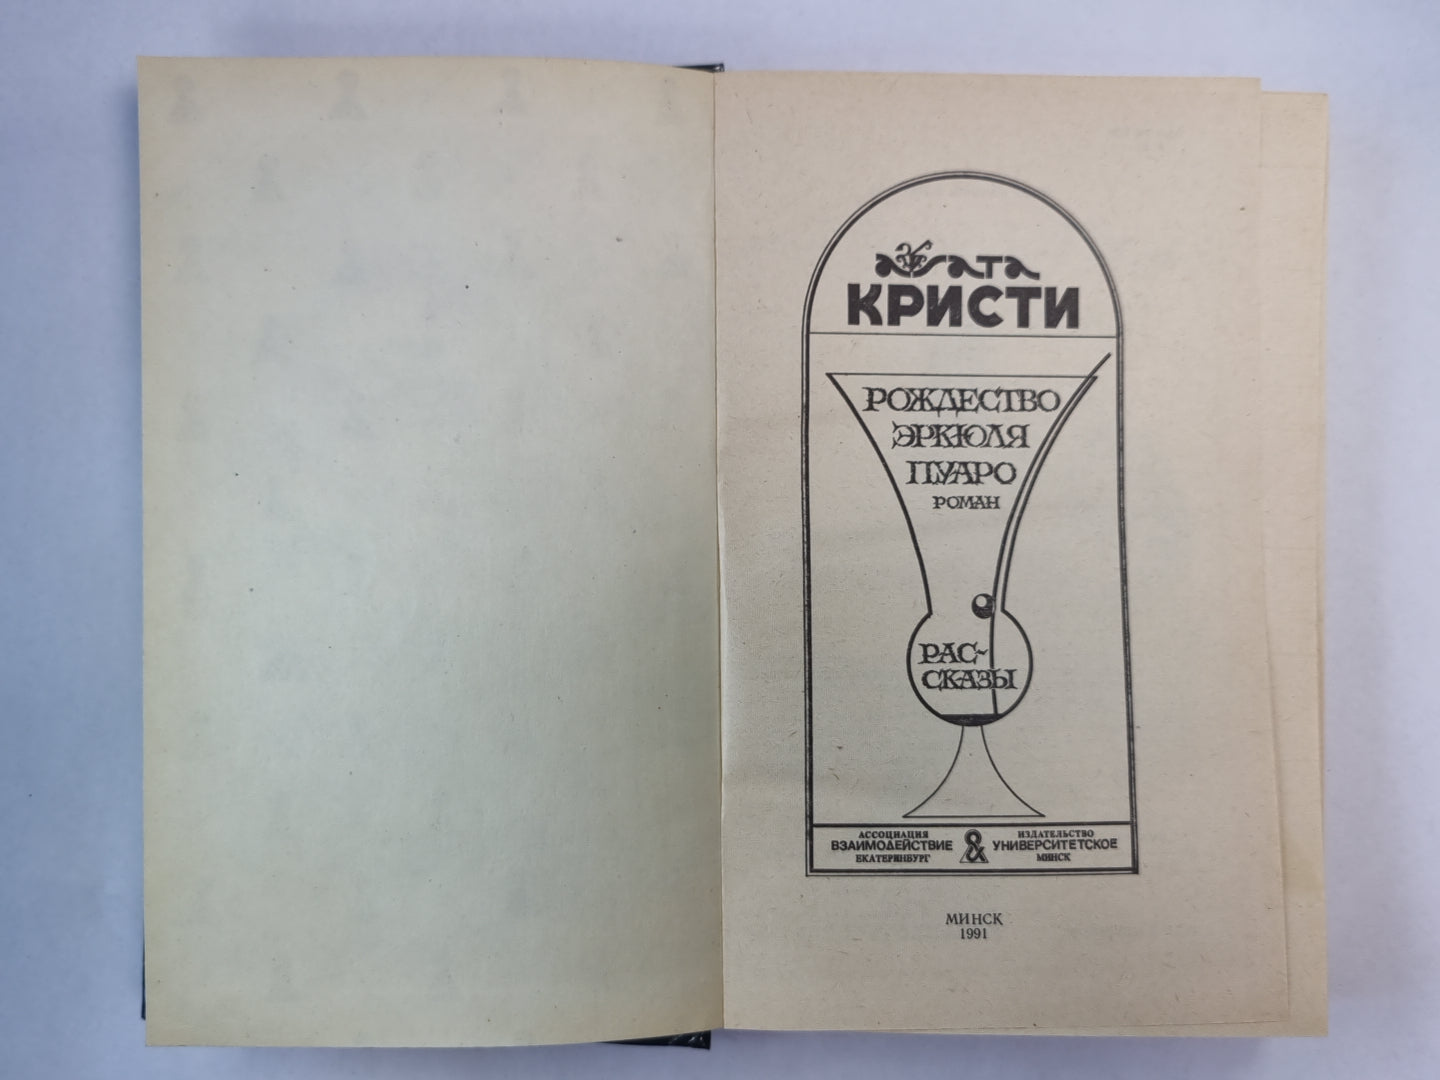 агата
КРИСТИ
РОЖДЕСТВО
ЭРКЮЛЯ
ПУАРО
РОМАН
РАС-
СКАЗЫ
АССОЦИАЦИЯ
ВЗАИМОДЕЙСТВИЕ
ЕКАТЕРИНБУРГ
&
ИЗДАТЕЛЬСТВО
УНИВЕРСИТЕТСКОЕ
МИНСК
МИНСК
1991